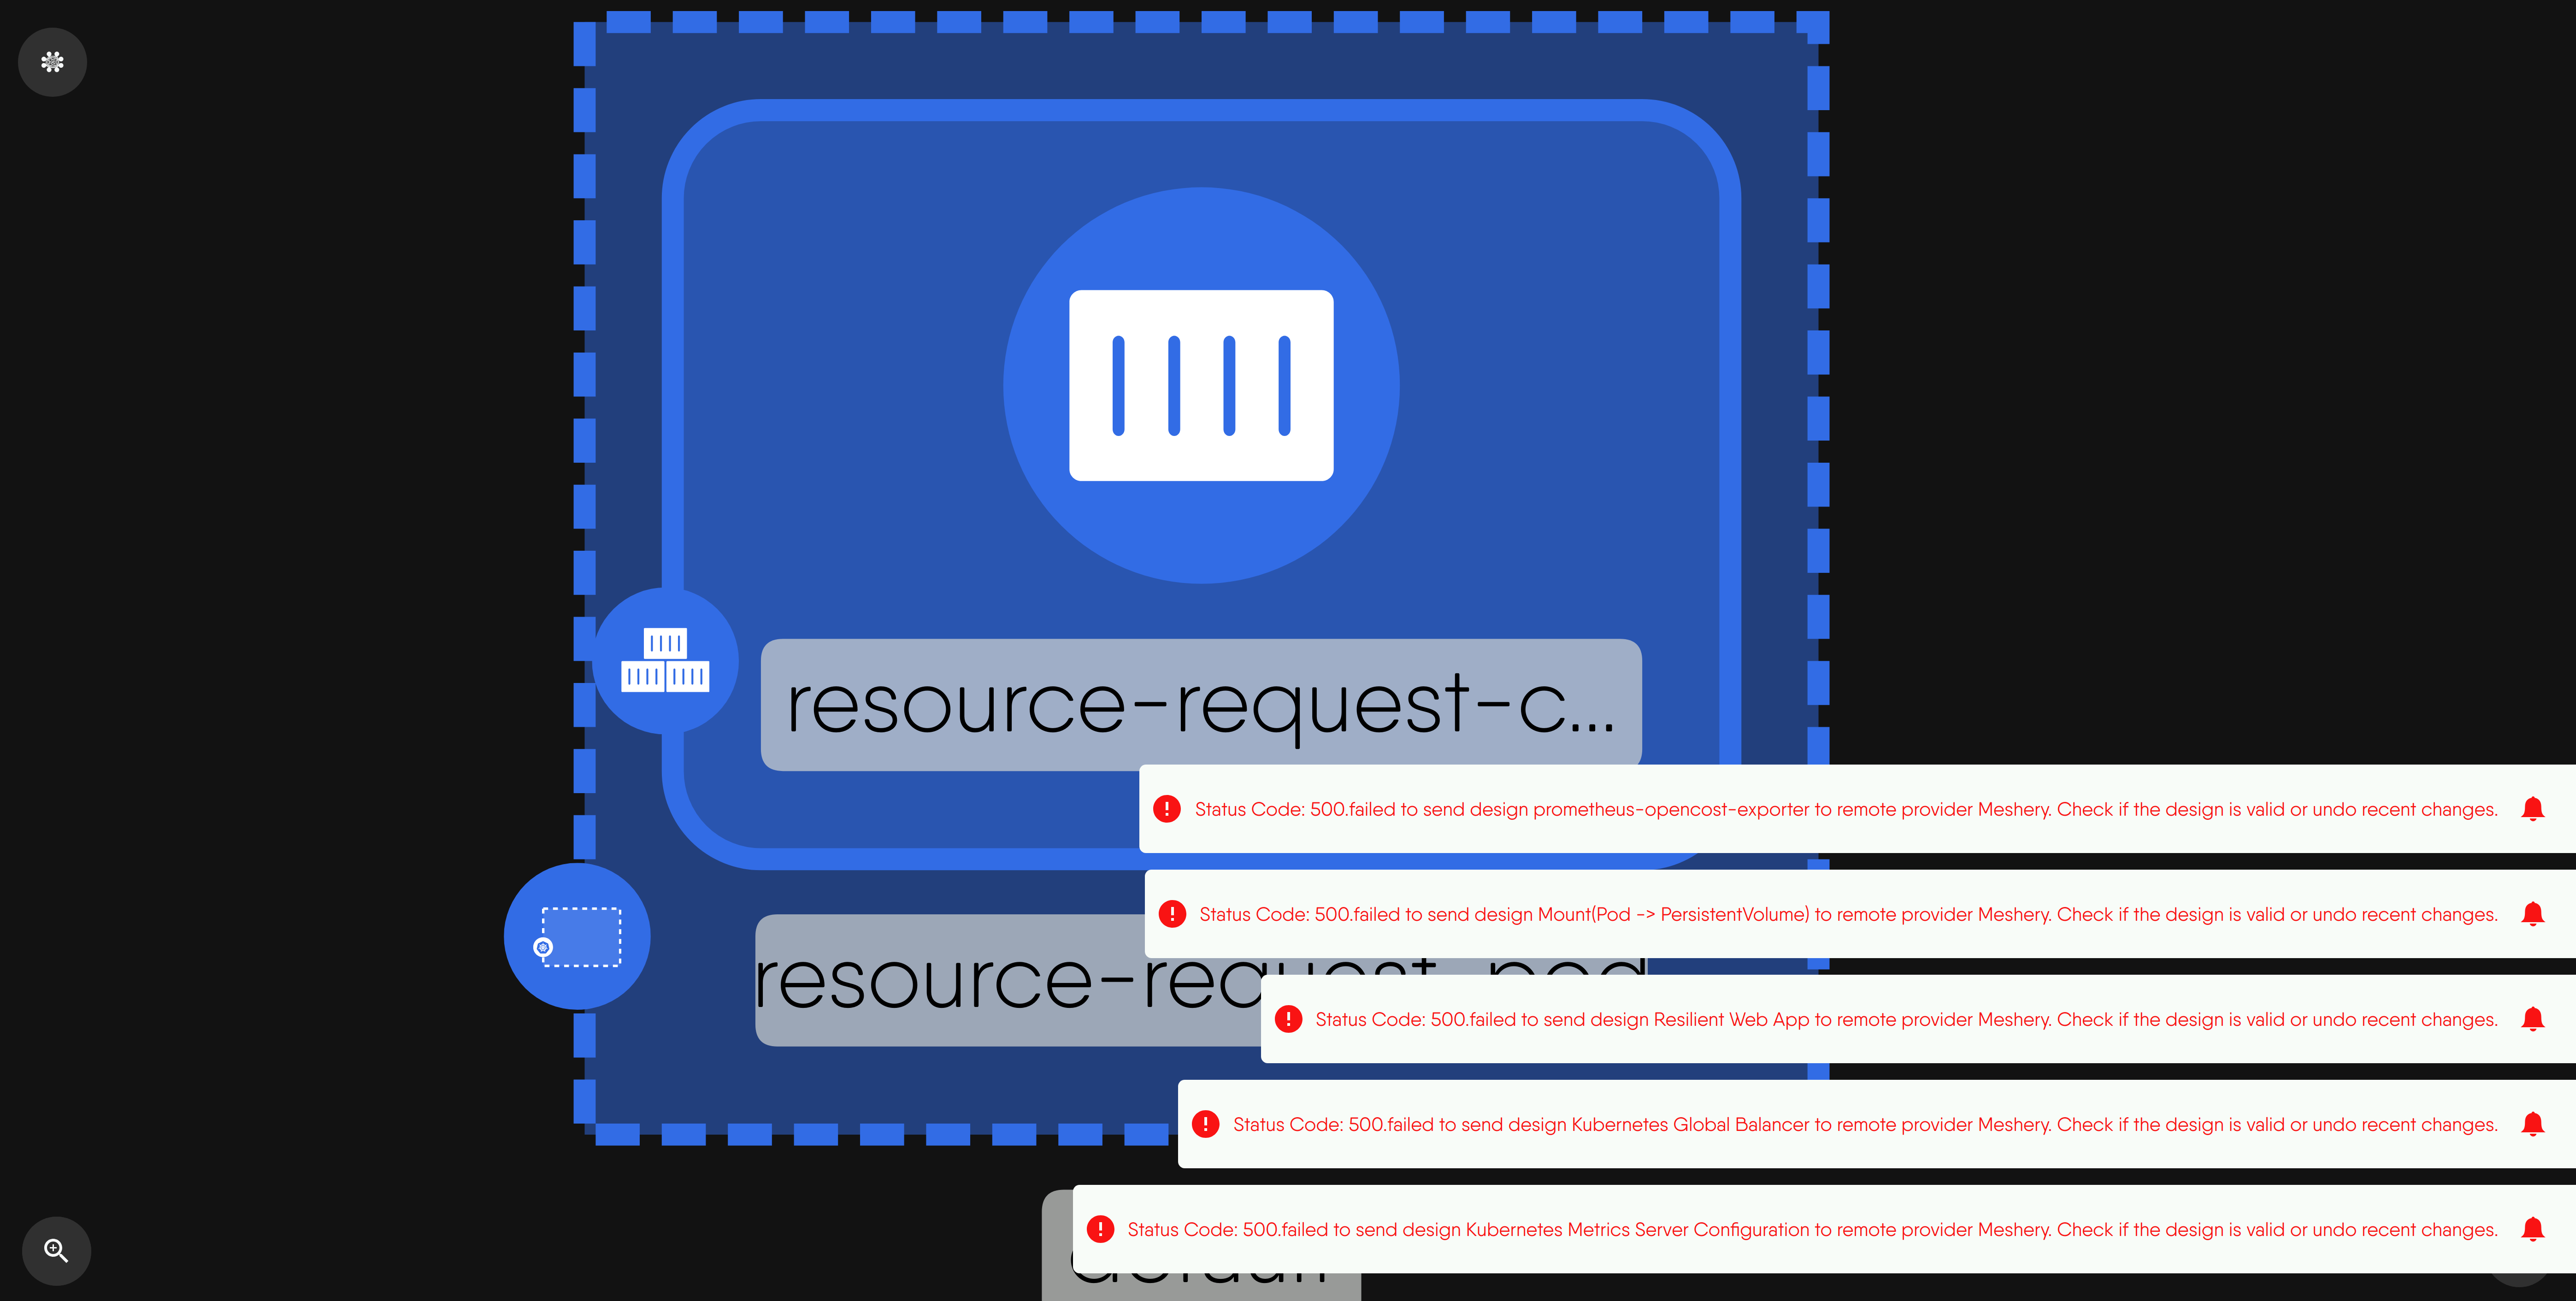 resource-request-c...
Status Code: 500.failed to send design prometheus-opencost-exporter to remote provider Meshery. Check if the design is valid or undo recent changes.
Status Code: 500.failed to send design Mount(Pod -> PersistentVolume) to remote provider Meshery. Check if the design is valid or undo recent changes.
resource-request-pod
Status Code: 500.failed to send design Resilient Web App to remote provider Meshery. Check if the design is valid or undo recent changes.
Status Code: 500.failed to send design Kubernetes Global Balancer to remote provider Meshery. Check if the design is valid or undo recent changes.
Status Code: 500.failed to send design Kubernetes Metrics Server Configuration to remote provider Meshery. Check if the design is valid or undo recent changes.
default